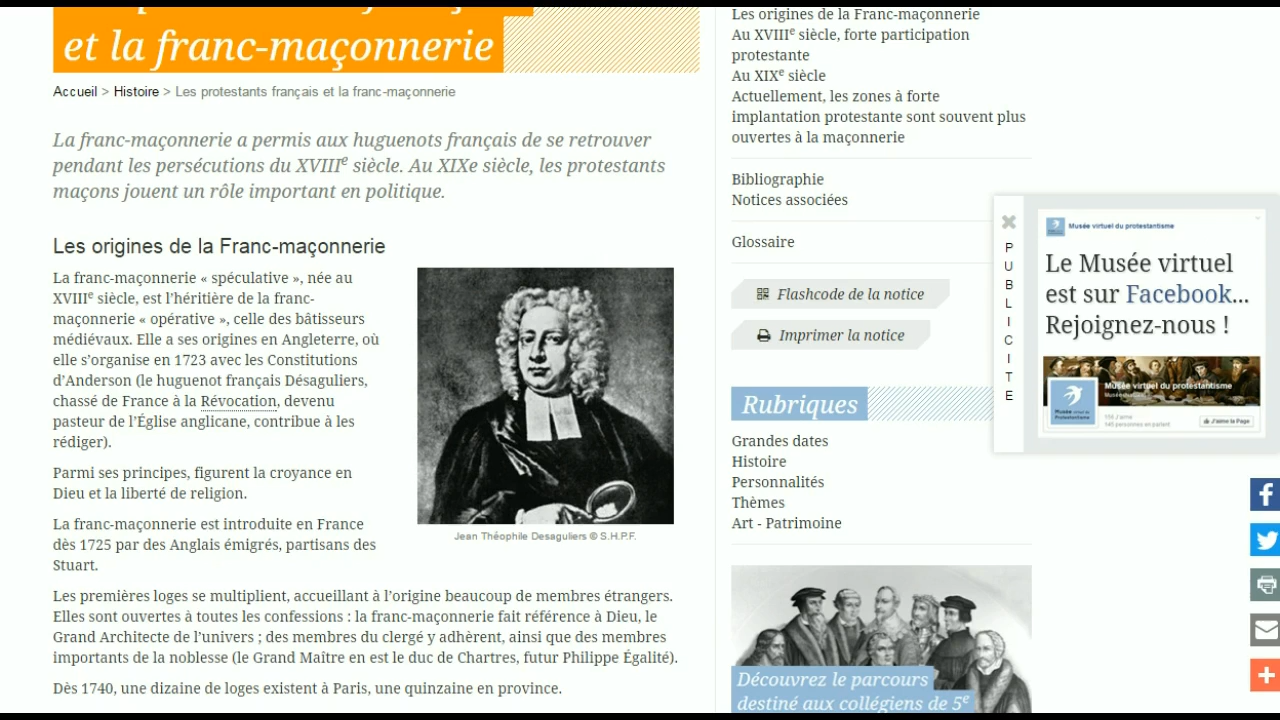 et la franc-maçonnerie
Accueil > Histoire > Les protestants français et la franc-maçonnerie
La franc-maçonnerie a permis aux huguenots français de se retrouver
pendant les persécutions du XVIIIe siècle. Au XIXe siècle, les protestants
maçons jouent un rôle important en politique.
Les origines de la Franc-maçonnerie
La franc-maçonnerie « spéculative », née au
XVIIIe siècle, est l’héritière de la franc-
maçonnerie « opérative », celle des bâtisseurs
médiévaux. Elle a ses origines en Angleterre, où
elle s’organise en 1723 avec les Constitutions
d’Anderson (le huguenot français Désaguliers,
chassé de France à la Révocation, devenu
pasteur de l’Église anglicane, contribue à les
rédiger).
Parmi ses principes, figurent la croyance en
Dieu et la liberté de religion.
La franc-maçonnerie est introduite en France
dès 1725 par des Anglais émigrés, partisans des
Stuart.
Jean Théophile Desaguliers © S.H.P.F.
Les premières loges se multiplient, accueillant à l’origine beaucoup de membres étrangers.
Elles sont ouvertes à toutes les confessions : la franc-maçonnerie fait référence à Dieu, le
Grand Architecte de l’univers ; des membres du clergé y adhèrent, ainsi que des membres
importants de la noblesse (le Grand Maître en est le duc de Chartres, futur Philippe Égalité).
Dès 1740, une dizaine de loges existent à Paris, une quinzaine en province.
Les origines de la Franc-maçonnerie
Au XVIIIe siècle, forte participation
protestante
Au XIXe siècle
Actuellement, les zones à forte
implantation protestante sont souvent plus
ouvertes à la maçonnerie
Bibliographie
Notices associées
Glossaire
Flashcode de la notice
Imprimer la notice
Rubriques
Grandes dates
Histoire
Personnalités
Thèmes
Art - Patrimoine
Découvrez le parcours
destiné aux collégiens de 5e
PUBLICITE
Musée virtuel du protestantisme
Le Musée virtuel
est sur Facebook...
Rejoignez-nous !
Musée virtuel du protestantisme
J'aime la Page